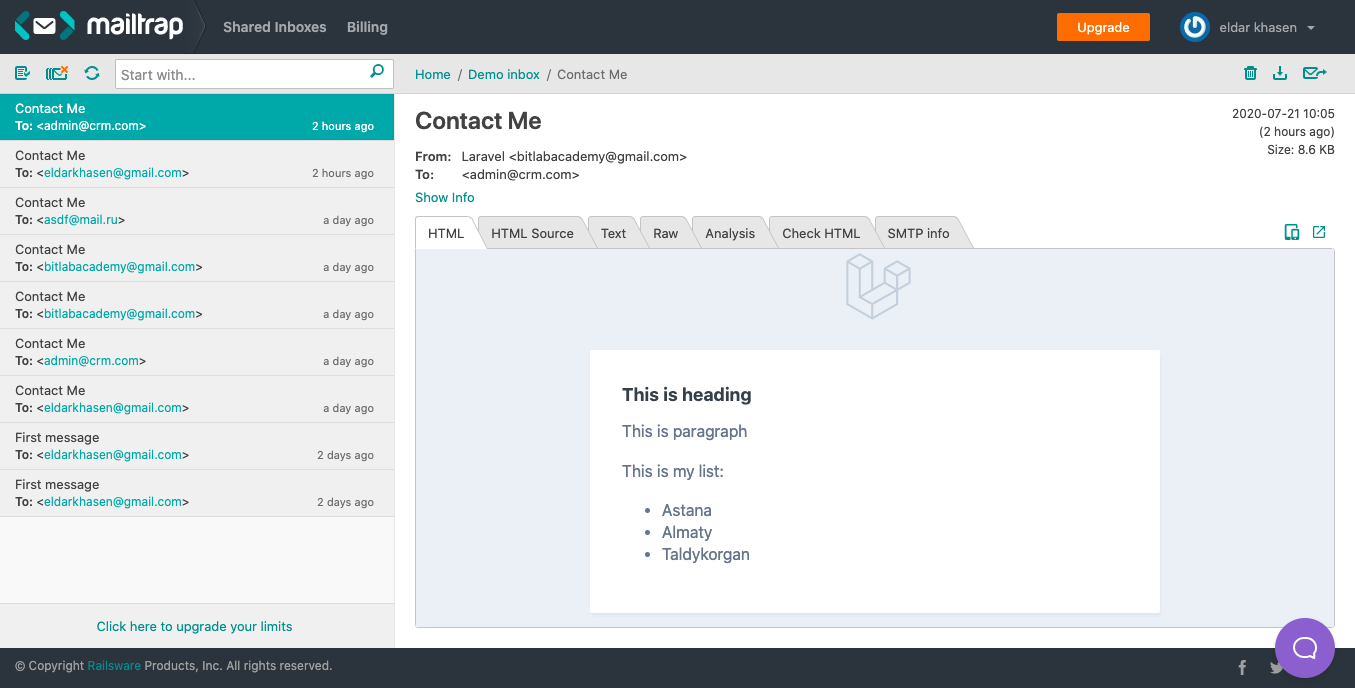 mailtrap
Shared Inboxes
Billing
Upgrade
eldar khasen
Start with...
Home / Demo inbox / Contact Me
Contact Me
To: <admin@crm.com>
2 hours ago
Contact Me
To: <eldarkhasen@gmail.com>
2 hours ago
Contact Me
To: <asdf@mail.ru>
a day ago
Contact Me
To: <bitlabacademy@gmail.com>
a day ago
Contact Me
To: <bitlabacademy@gmail.com>
a day ago
Contact Me
To: <admin@crm.com>
a day ago
Contact Me
To: <eldarkhasen@gmail.com>
a day ago
First message
To: <eldarkhasen@gmail.com>
2 days ago
First message
To: <eldarkhasen@gmail.com>
2 days ago
Click here to upgrade your limits
Contact Me
2020-07-21 10:05
(2 hours ago)
Size: 8.6 KB
From: Laravel <bitlabacademy@gmail.com>
To: <admin@crm.com>
Show Info
HTML
HTML Source
Text
Raw
Analysis
Check HTML
SMTP info
This is heading
This is paragraph
This is my list:
• Astana
• Almaty
• Taldykorgan
© Copyright Railsware Products, Inc. All rights reserved.